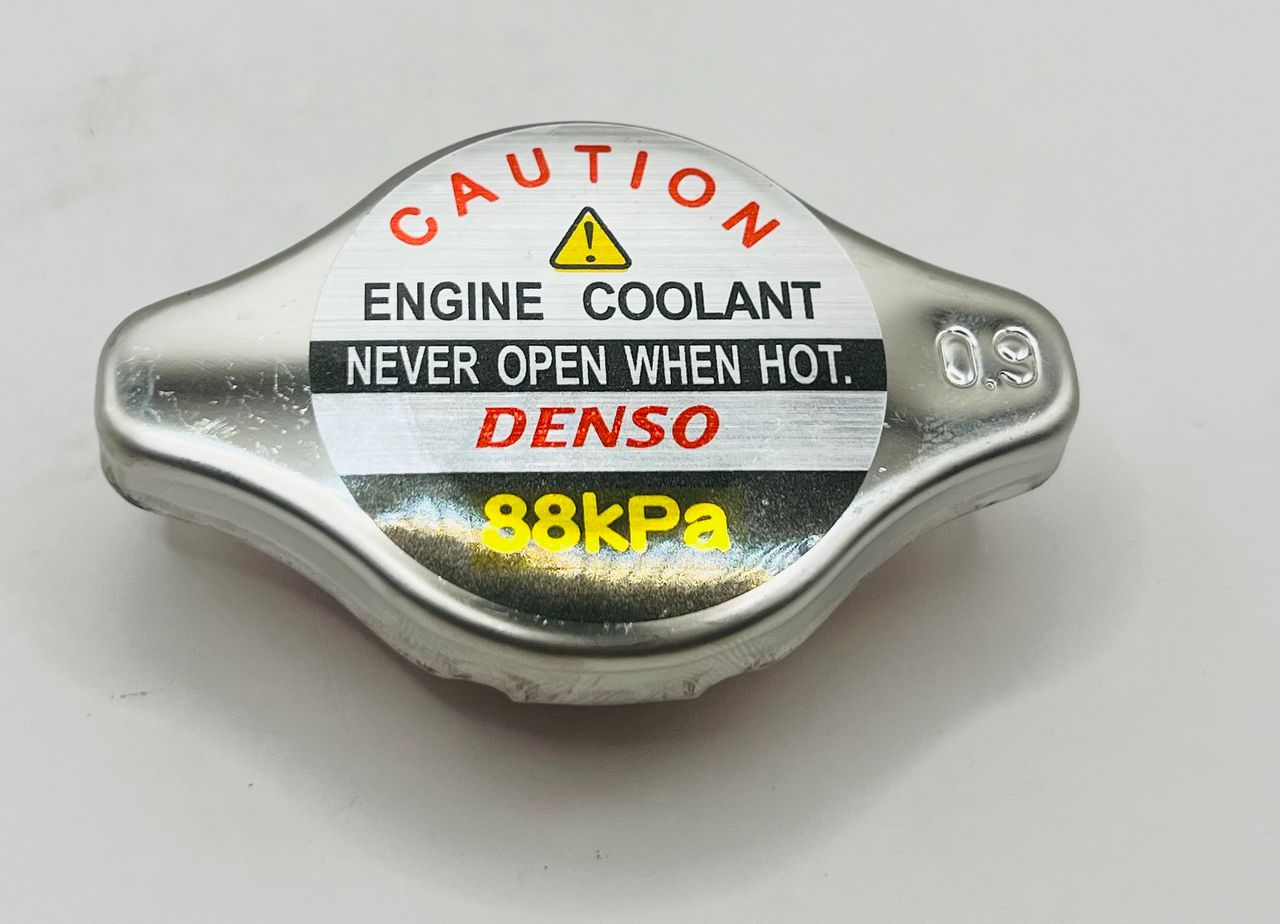 CAUTION
!
ENGINE COOLANT
0.9
NEVER OPEN WHEN HOT.
DENSO
88kPa